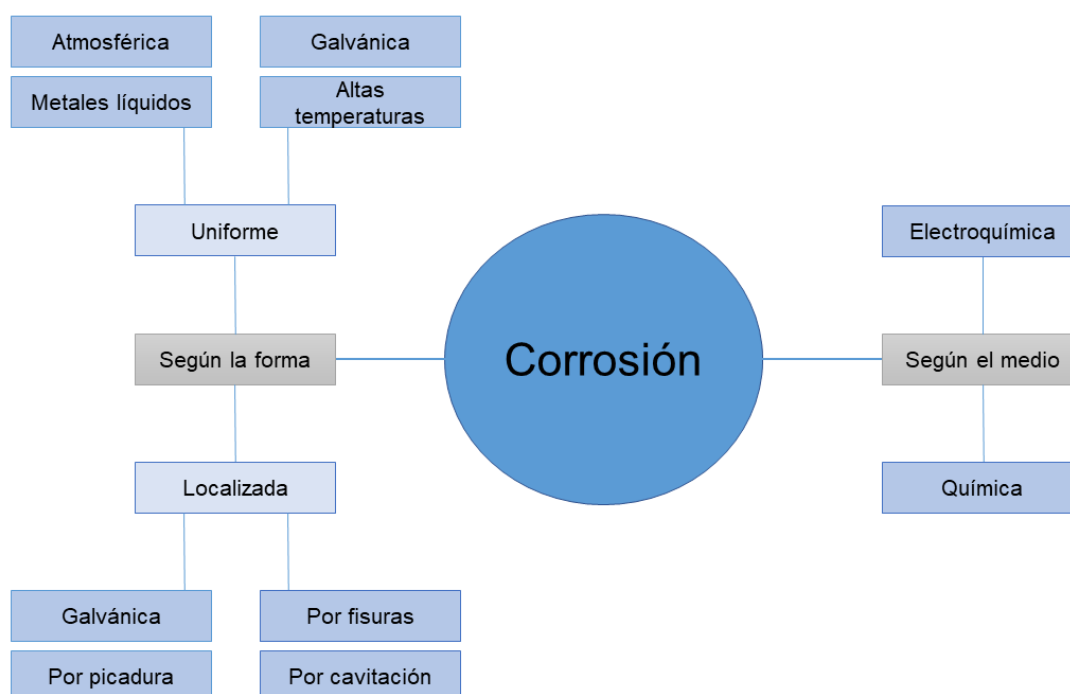 Atmosférica
Galvánica
Metales líquidos
Altas
temperaturas
Uniforme
Electroquímica
Según la forma
Corrosión
Según el medio
Localizada
Química
Galvánica
Por fisuras
Por picadura
Por cavitación